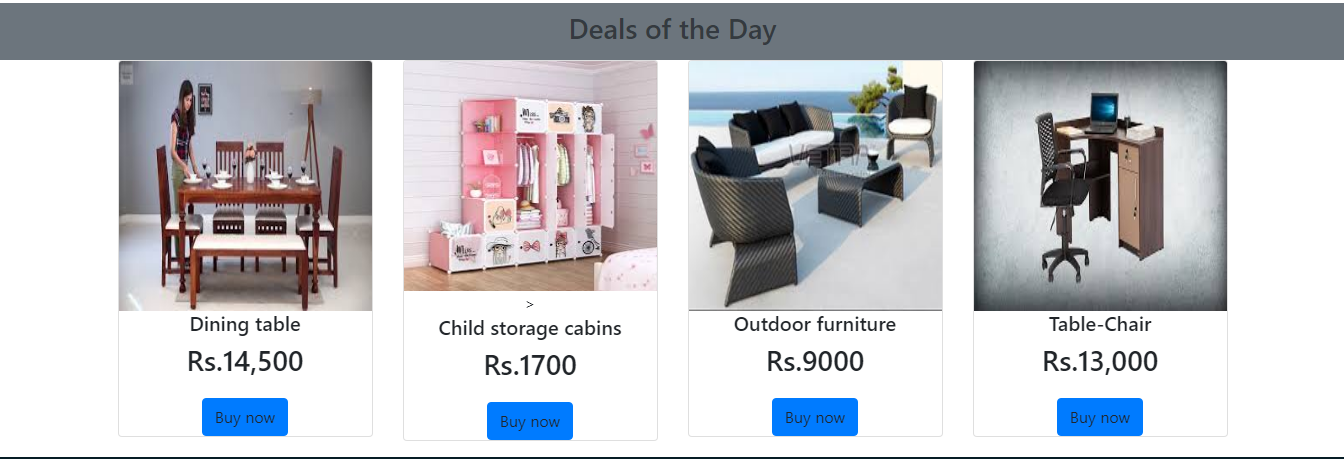 Deals of the Day
>
Dining table
Child storage cabins
Outdoor furniture
Table-Chair
Rs.14,500
Rs.1700
Rs.9000
Rs.13,000
Buy now
Buy now
Buy now
Buy now